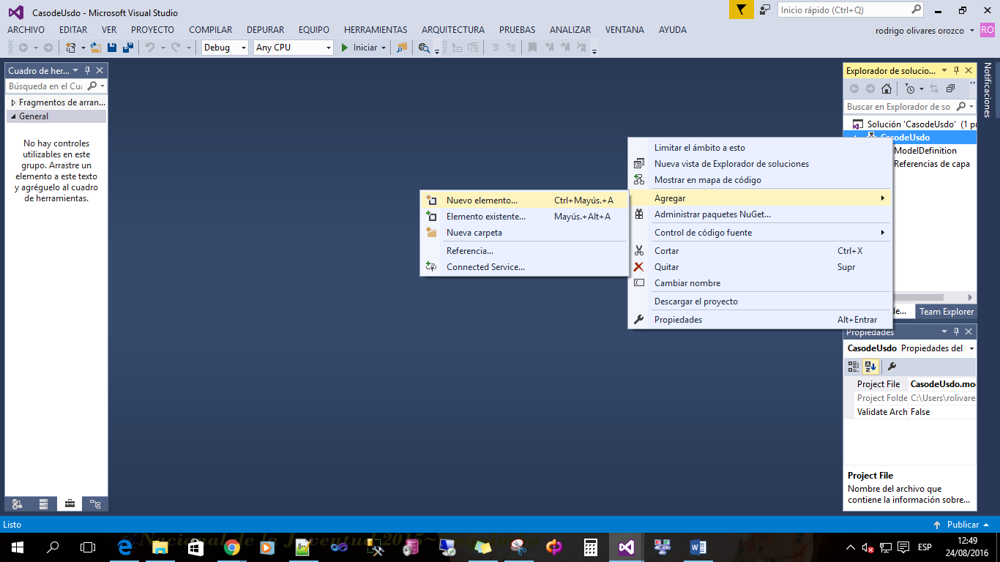 CasodeUsdo - Microsoft Visual Studio
Inicio rápido (Ctrl+Q)
ARCHIVO EDITAR VER PROYECTO COMPILAR DEPURAR EQUIPO HERRAMIENTAS ARQUITECTURA PRUEBAS ANALIZAR VENTANA AYUDA
rodrigo olivares orozco
RO
Debug
Any CPU
Iniciar
Cuadro de her...
Búsqueda en el Cu
Fragmentos de arran...
General
No hay controles
utilizables en este
grupo. Arrastre un
elemento a este texto
y agréguelo al cuadro
de herramientas.
Nuevo elemento... Ctrl+Mayús.+A
Elemento existente... Mayús.+Alt+A
Nueva carpeta
Referencia...
Connected Service...
Limitar el ámbito a esto
Nueva vista de Explorador de soluciones
Mostrar en mapa de código
Agregar
Administrar paquetes NuGet...
Control de código fuente
Cortar Ctrl+X
Quitar Supr
Cambiar nombre
Descargar el proyecto
Propiedades Alt+Entrar
Explorador de solucio...
Buscar en Explorador de so
Solución 'CasodeUsdo' (1 pr
CasodeUsdo
ModelDefinition
Referencias de capa
de...
Team Explorer
Notificaciones
Propiedades
CasodeUsdo Propiedades del
Project File CasodeUsdo.mo
Project Folde C:\Users\rolivare
Validate Arch False
Project File
Nombre del archivo que
contiene la información sobre...
Listo
Publicar
Nacional de la Juventud 2015
ESP
12:49
24/08/2016